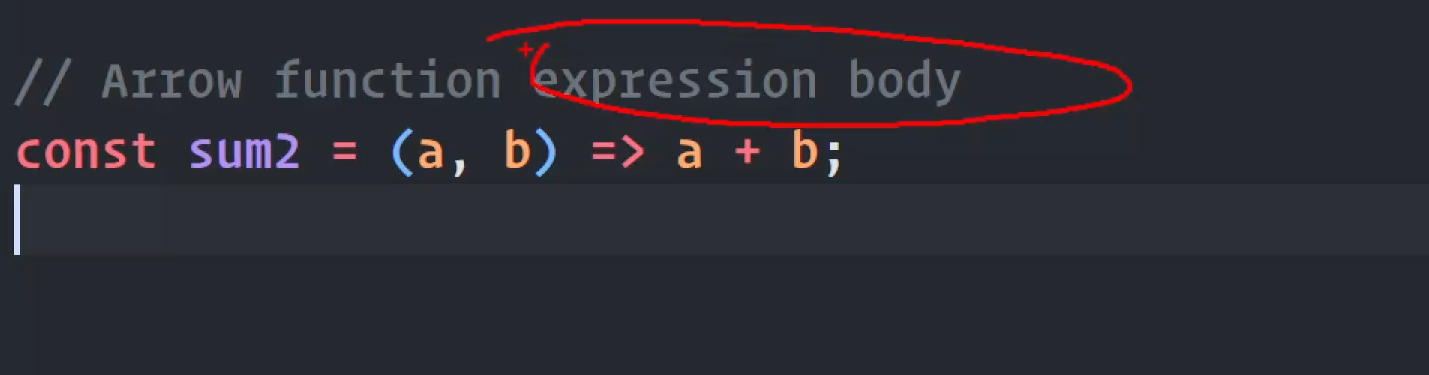 // Arrow function expression body
const sum2 = (a, b) => a + b;